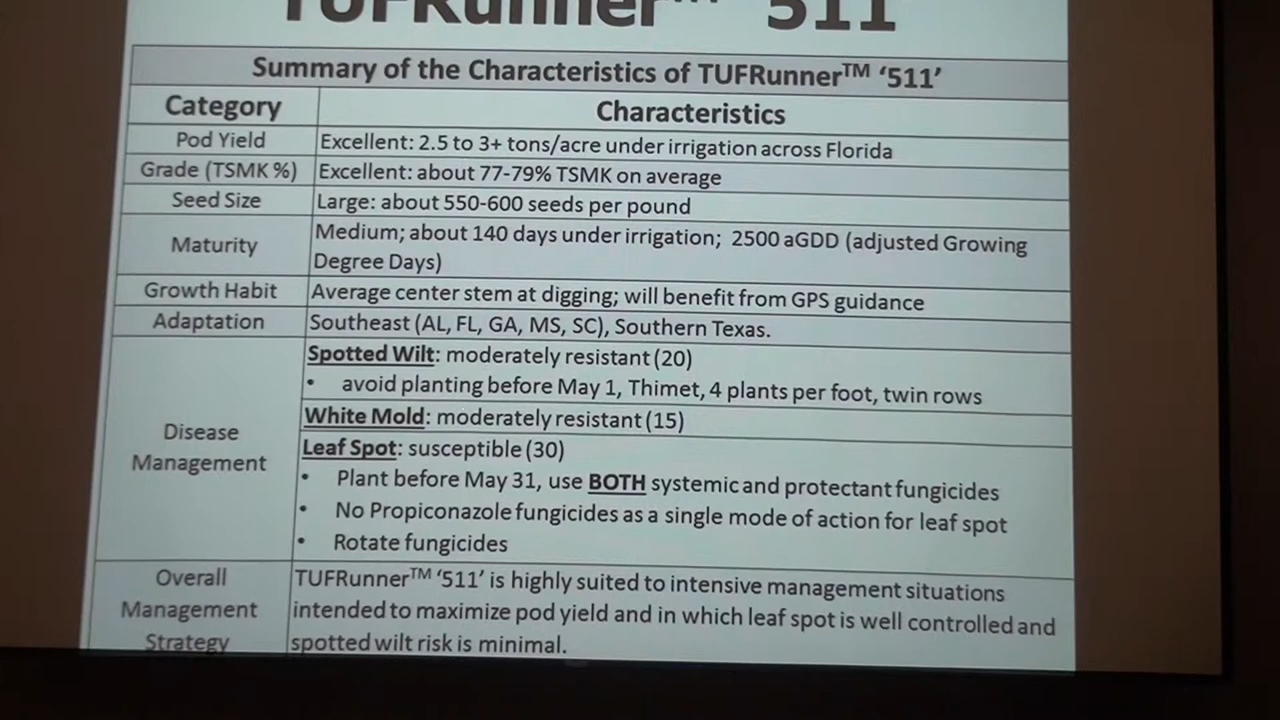 TUFRunner™ '511'
Summary of the Characteristics of TUFRunner™ '511'
Category Characteristics
Pod Yield Excellent: 2.5 to 3+ tons/acre under irrigation across Florida
Grade (TSMK %) Excellent: about 77-79% TSMK on average
Seed Size Large: about 550-600 seeds per pound
Maturity Medium; about 140 days under irrigation; 2500 aGDD (adjusted Growing
Degree Days)
Growth Habit Average center stem at digging; will benefit from GPS guidance
Adaptation Southeast (AL, FL, GA, MS, SC), Southern Texas.
Disease
Management
Spotted Wilt: moderately resistant (20)
• avoid planting before May 1, Thimet, 4 plants per foot, twin rows
White Mold: moderately resistant (15)
Leaf Spot: susceptible (30)
• Plant before May 31, use BOTH systemic and protectant fungicides
• No Propiconazole fungicides as a single mode of action for leaf spot
• Rotate fungicides
Overall
Management
Strategy
TUFRunner™ '511' is highly suited to intensive management situations
intended to maximize pod yield and in which leaf spot is well controlled and
spotted wilt risk is minimal.